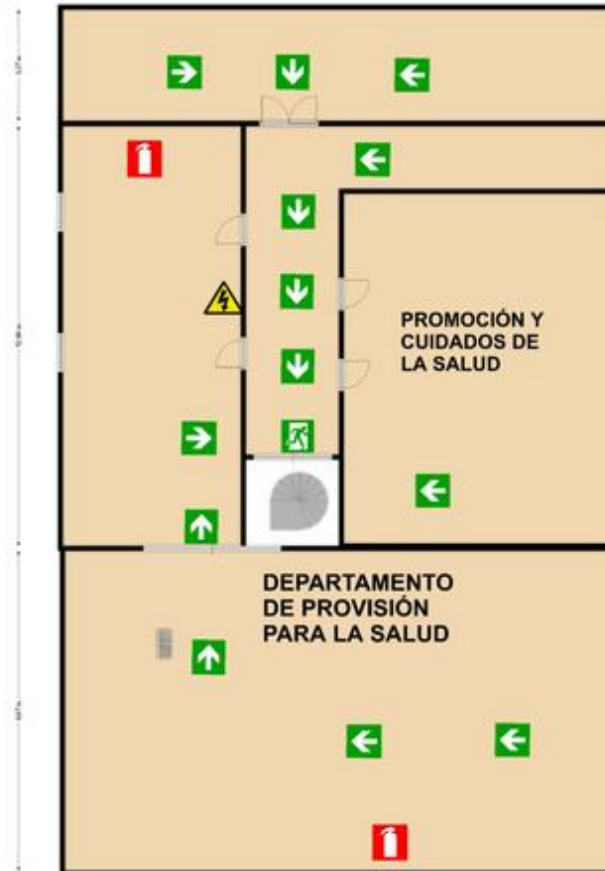 PROMOCIÓN Y
CUIDADOS DE
LA SALUD
DEPARTAMENTO
DE PROVISIÓN
PARA LA SALUD